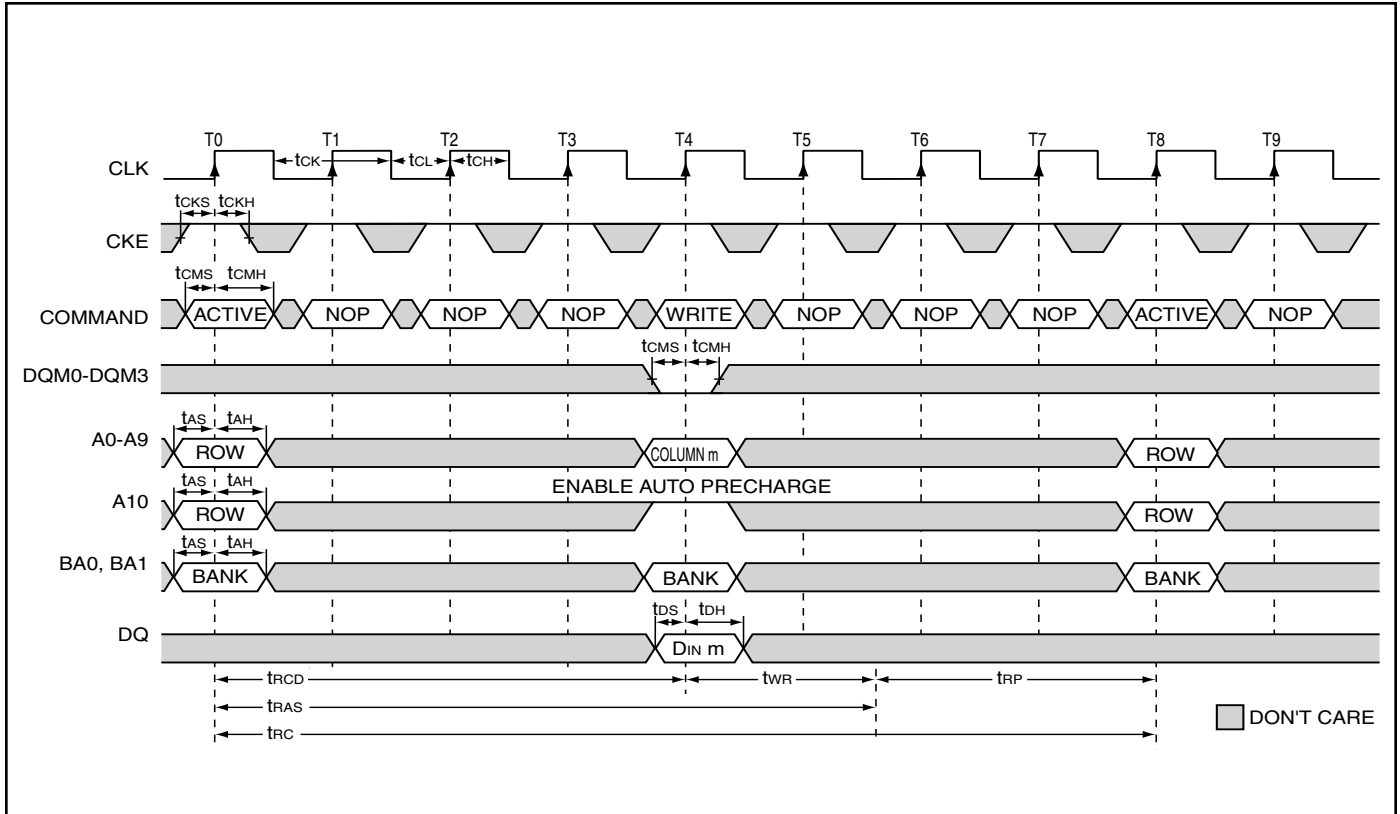 T0 T1 T2 T3 T4 T5 T6 T7 T8 T9
CLK tCK tCL tCH
tCKS tCKH
CKE
tCMS tCMH
COMMAND ACTIVE NOP NOP NOP WRITE NOP NOP NOP ACTIVE NOP
tCMS tCMH
DQM0-DQM3
tAS tAH
A0-A9 ROW COLUMN m ROW
tAS tAH ENABLE AUTO PRECHARGE
A10 ROW ROW
tAS tAH
BA0, BA1 BANK BANK BANK
tDS tDH
DQ DIN m
tRCD tWR tRP
tRAS
tRC
DON'T CARE